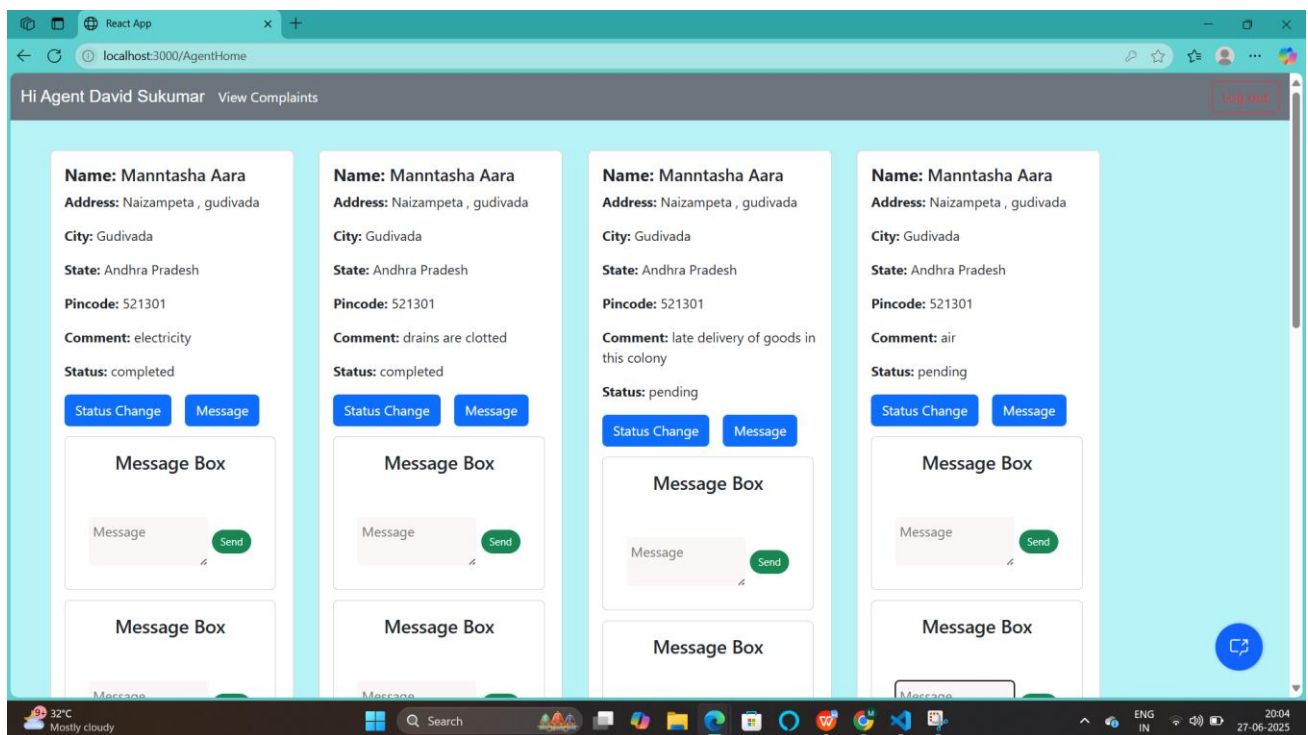 React App
localhost:3000/AgentHome
Hi Agent David Sukumar View Complaints Log out
Name: Manntasha Aara
Address: Naizampeta , gudivada
City: Gudivada
State: Andhra Pradesh
Pincode: 521301
Comment: electricity
Status: completed
Status Change Message
Message Box
Message Send
Message Box
Message
Name: Manntasha Aara
Address: Naizampeta , gudivada
City: Gudivada
State: Andhra Pradesh
Pincode: 521301
Comment: drains are clotted
Status: completed
Status Change Message
Message Box
Message Send
Message Box
Message
Name: Manntasha Aara
Address: Naizampeta , gudivada
City: Gudivada
State: Andhra Pradesh
Pincode: 521301
Comment: late delivery of goods in
this colony
Status: pending
Status Change Message
Message Box
Message Send
Message Box
Name: Manntasha Aara
Address: Naizampeta , gudivada
City: Gudivada
State: Andhra Pradesh
Pincode: 521301
Comment: air
Status: pending
Status Change Message
Message Box
Message Send
Message Box
Message
9+
32°C
Mostly cloudy
Search
ENG
IN
20:04
27-06-2025